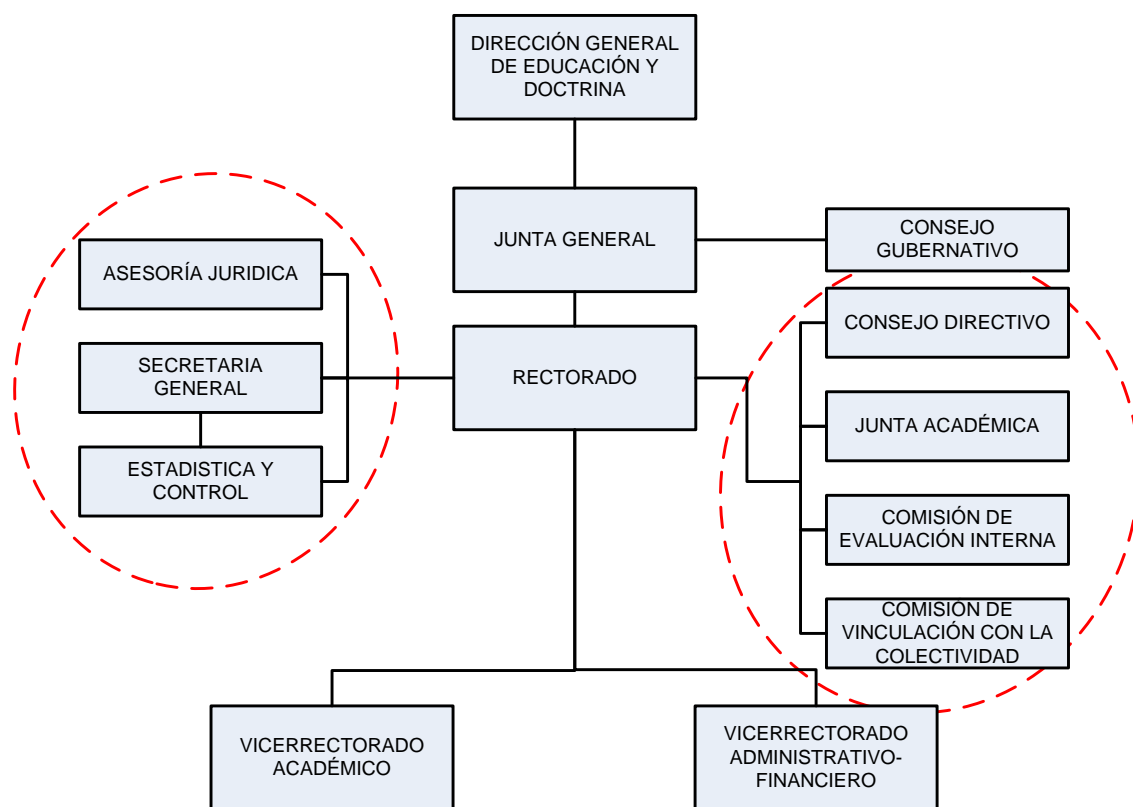 DIRECCIÓN GENERAL
DE EDUCACIÓN Y
DOCTRINA
JUNTA GENERAL
CONSEJO
GUBERNATIVO
ASESORÍA JURIDICA
CONSEJO DIRECTIVO
SECRETARIA
GENERAL
RECTORADO
JUNTA ACADÉMICA
ESTADISTICA Y
CONTROL
COMISIÓN DE
EVALUACIÓN INTERNA
COMISIÓN DE
VINCULACIÓN CON LA
COLECTIVIDAD
VICERRECTORADO
ACADÉMICO
VICERRECTORADO
ADMINISTRATIVO-
FINANCIERO